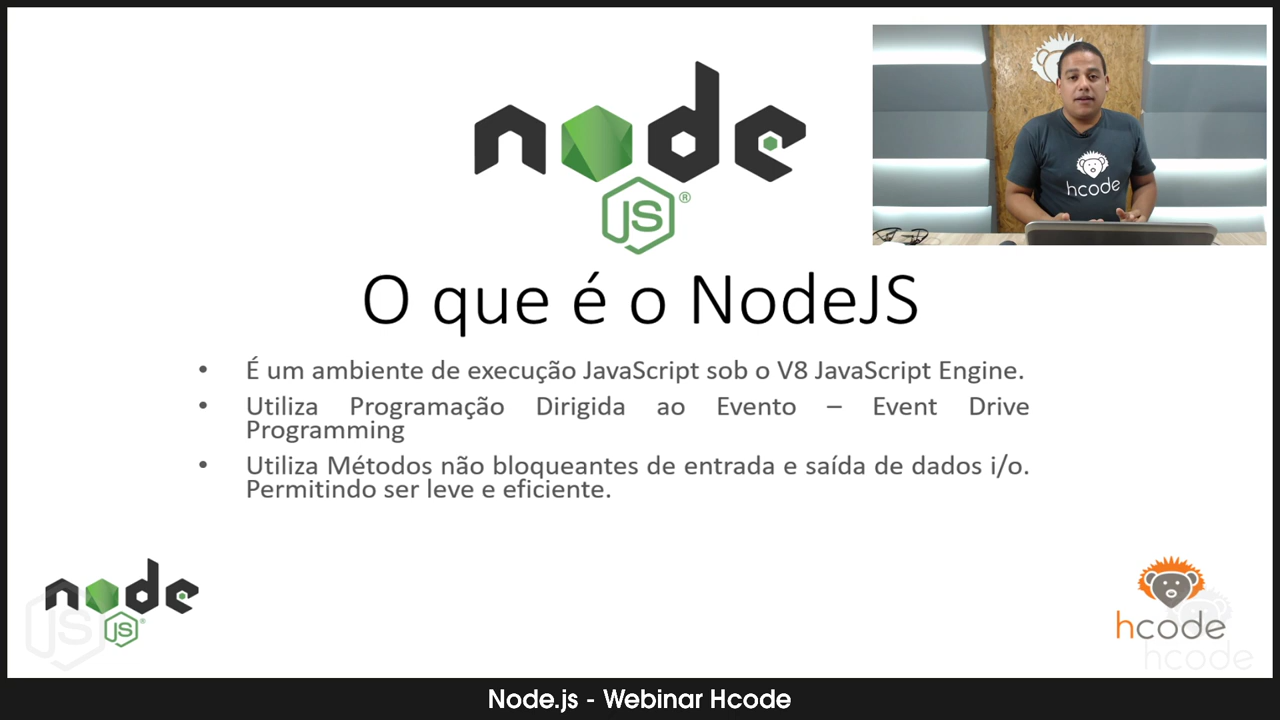 node
JS®
hcode
O que é o NodeJS
• É um ambiente de execução JavaScript sob o V8 JavaScript Engine.
• Utiliza Programação Dirigida ao Evento – Event Drive
Programming
• Utiliza Métodos não bloqueantes de entrada e saída de dados i/o.
Permitindo ser leve e eficiente.
node
JS®
JS
hcode
hcode
Node.js - Webinar Hcode